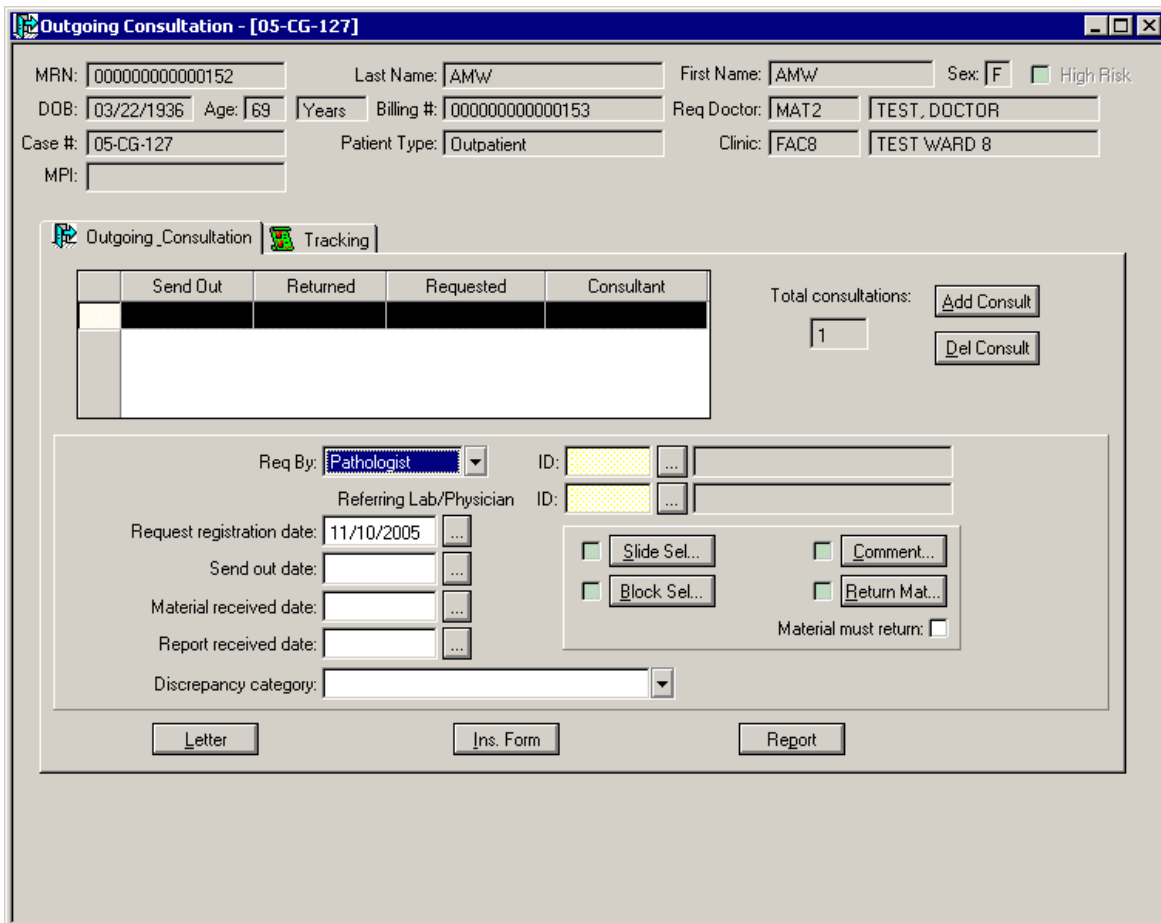 Outgoing Consultation - [05-CG-127]
MRN: 000000000000152 Last Name: AMW First Name: AMW Sex: F High Risk
DOB: 03/22/1936 Age: 69 Years Billing #: 000000000000153 Req Doctor: MAT2 TEST, DOCTOR
Case #: 05-CG-127 Patient Type: Outpatient Clinic: FAC8 TEST WARD 8
MPI:
Outgoing_Consultation Tracking
Send Out Returned Requested Consultant
Total consultations: Add Consult
1
Del Consult
Req By: Pathologist ID: ...
Referring Lab/Physician ID: ...
Request registration date: 11/10/2005 ...
Slide Sel... Comment...
Send out date: ...
Block Sel... Return Mat...
Material received date: ...
Material must return:
Report received date: ...
Discrepancy category:
Letter Ins. Form Report